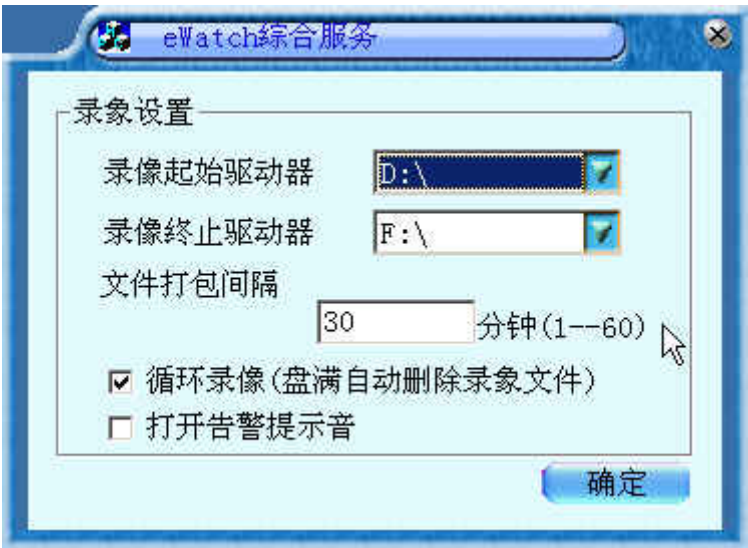 eWatch综合服务
录象设置
录像起始驱动器 D:\
录像终止驱动器 F:\
文件打包间隔
30 分钟(1--60)
循环录像(盘满自动删除录象文件)
打开告警提示音
确定